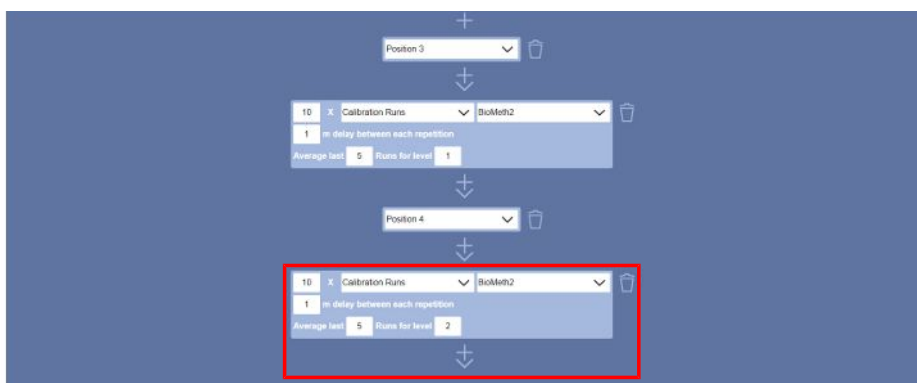 Position 3
10 X Calibration Runs BioMeth2
1 m delay between each repetition
Average last 5 Runs for level 1
Position 4
10 X Calibration Runs BioMeth2
1 m delay between each repetition
Average last 5 Runs for level 2